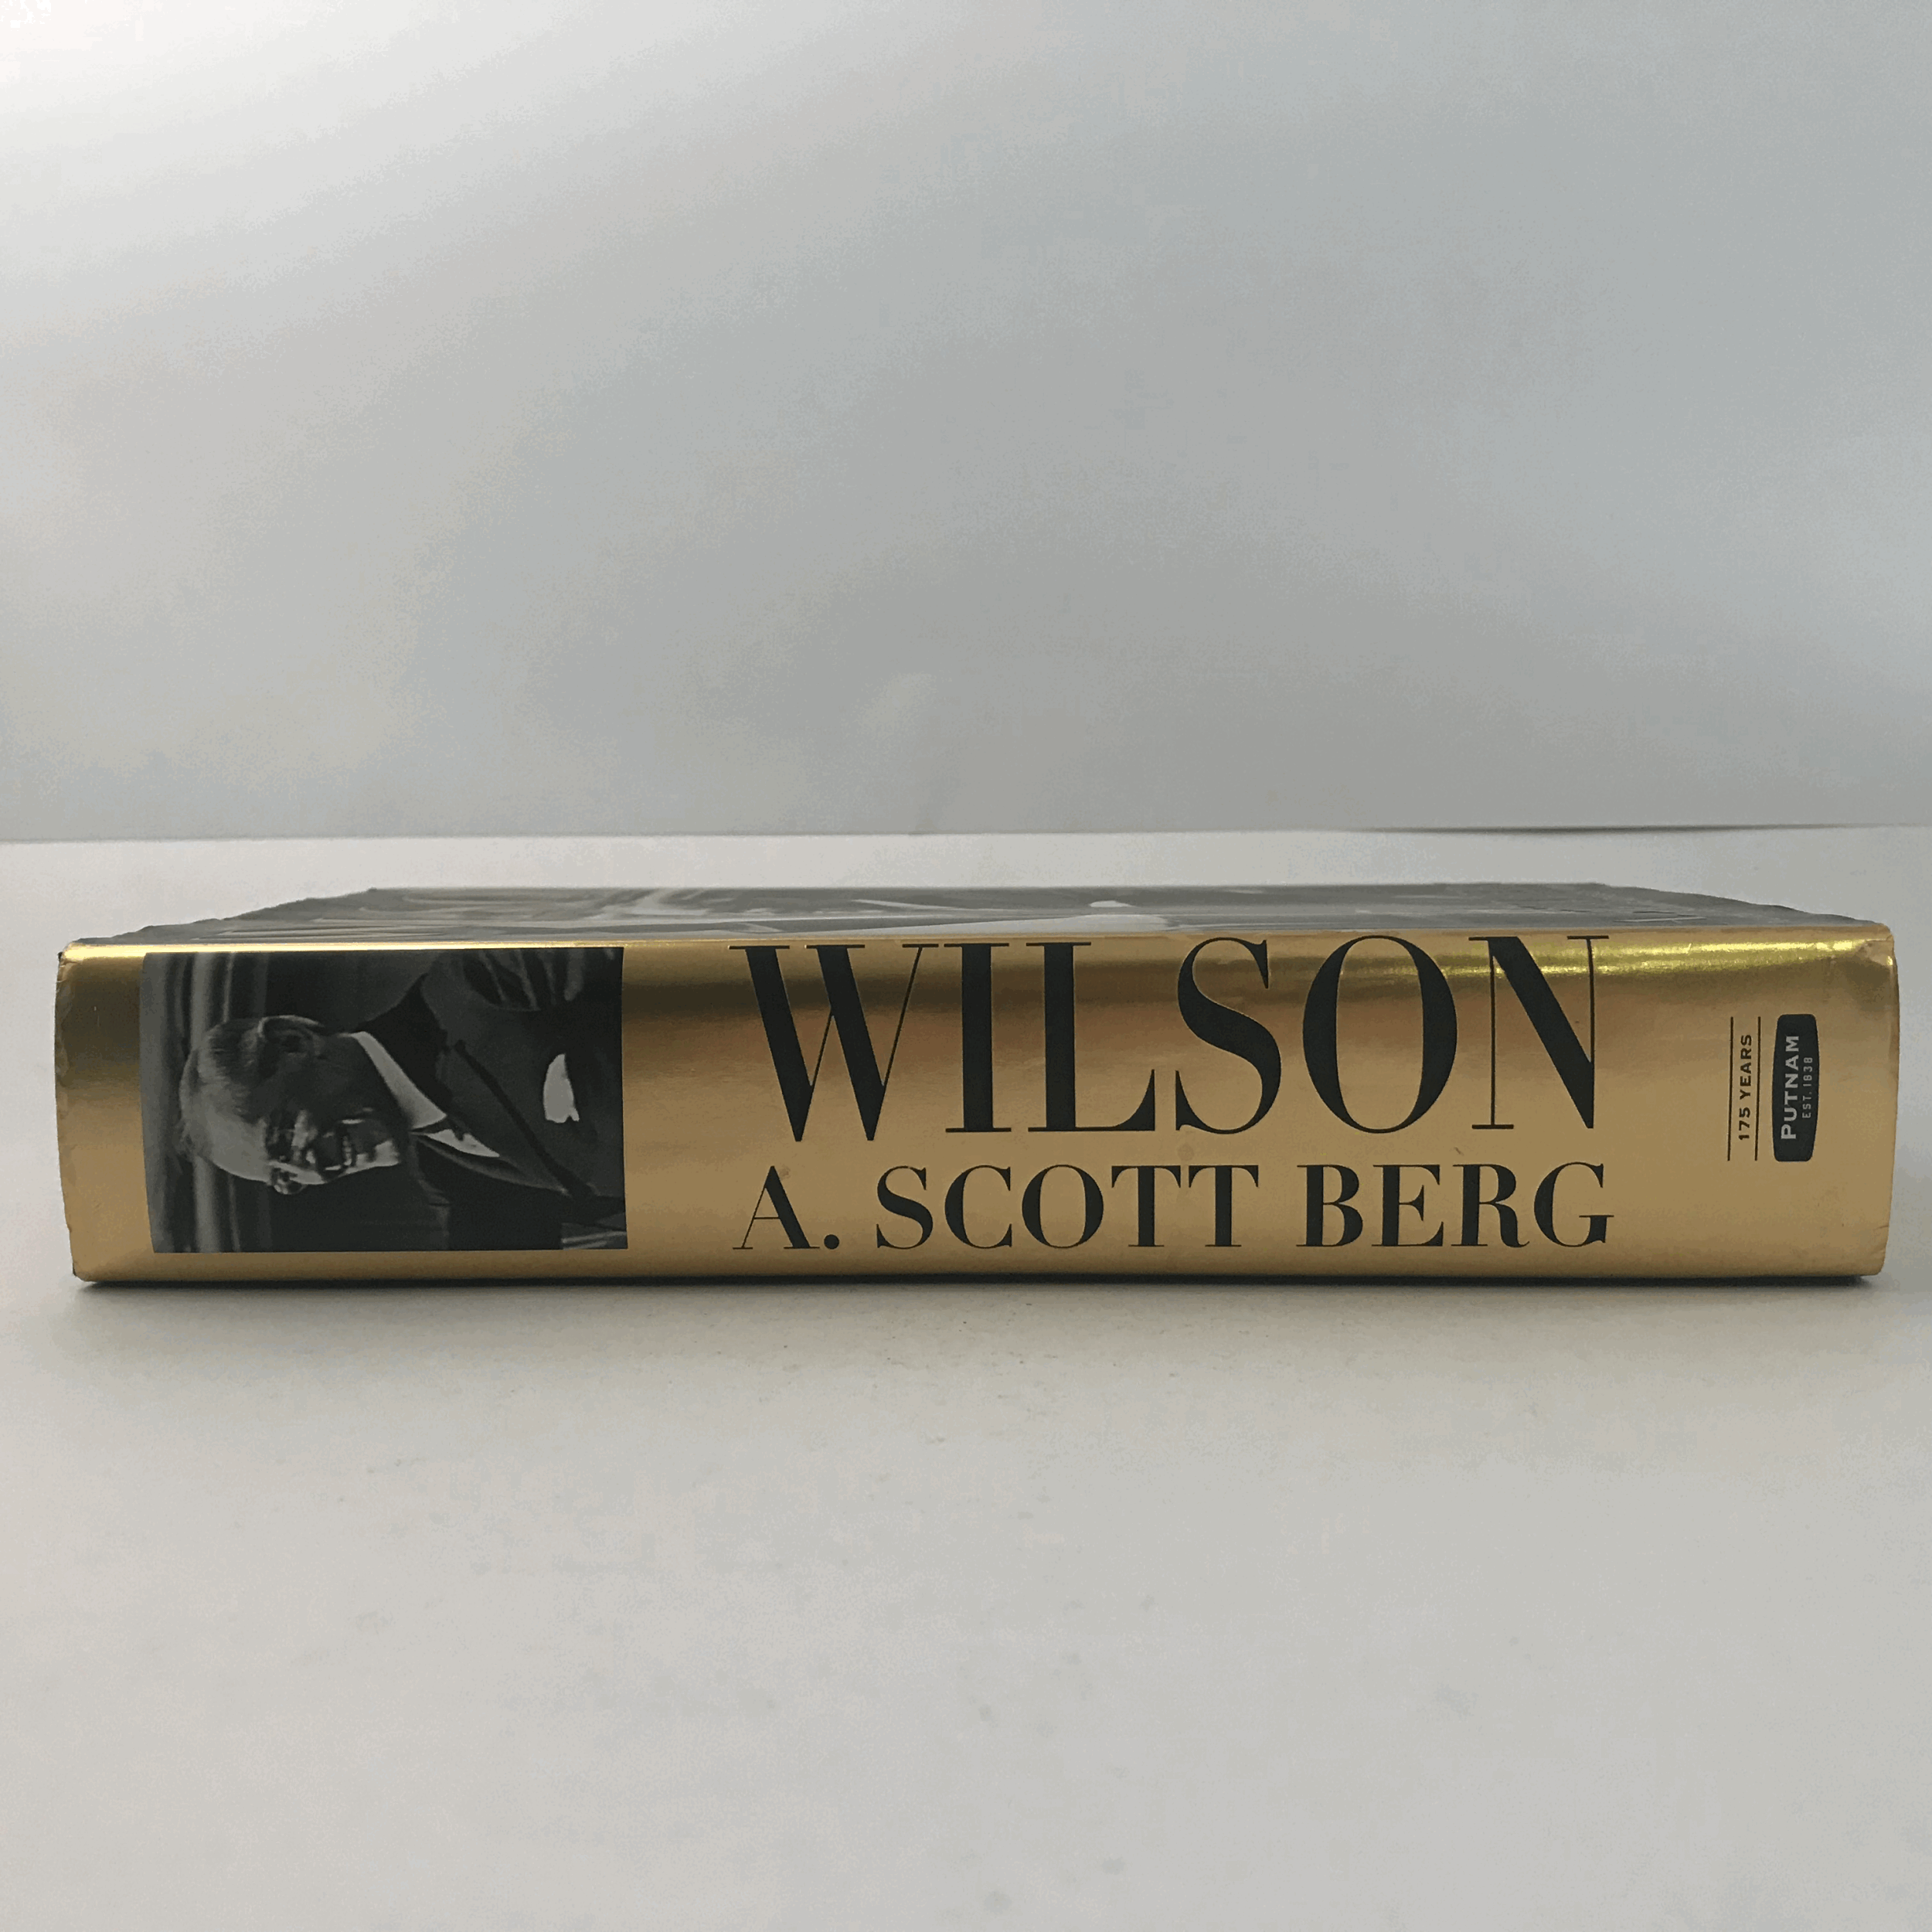 WILSON
A. SCOTT BERG
175 YEARS
PUTNAM
EST. 1838